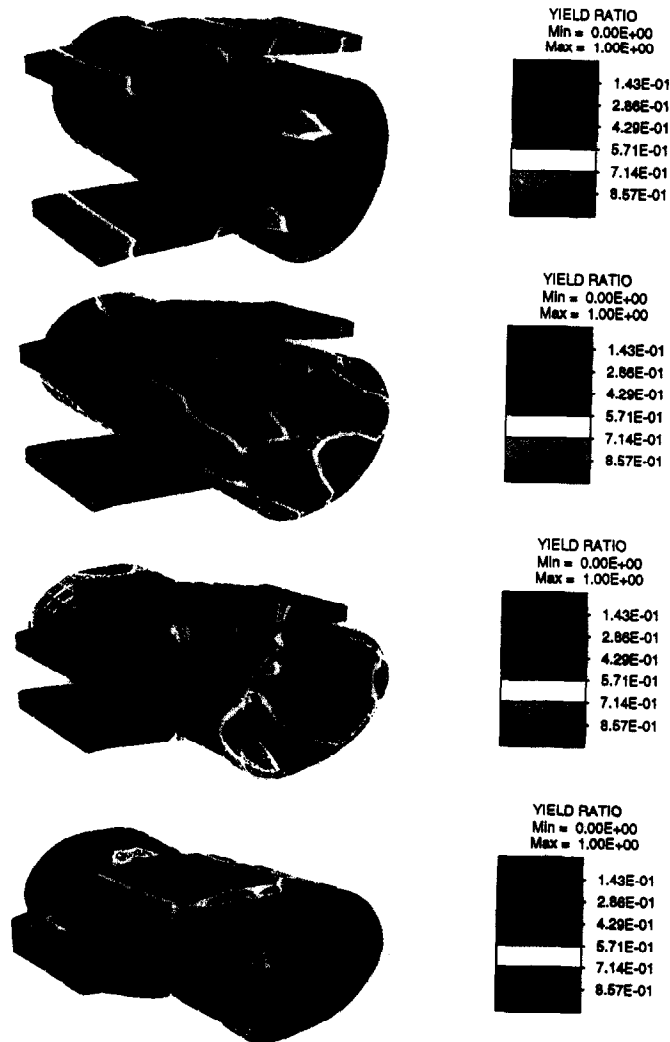 YIELD RATIO
Min = 0.00E+00
Max = 1.00E+00
1.43E-01
2.86E-01
4.29E-01
5.71E-01
7.14E-01
8.57E-01
YIELD RATIO
Min = 0.00E+00
Max = 1.00E+00
1.43E-01
2.86E-01
4.29E-01
5.71E-01
7.14E-01
8.57E-01
YIELD RATIO
Min = 0.00E+00
Max = 1.00E+00
1.43E-01
2.86E-01
4.29E-01
5.71E-01
7.14E-01
8.57E-01
YIELD RATIO
Min = 0.00E+00
Max = 1.00E+00
1.43E-01
2.86E-01
4.29E-01
5.71E-01
7.14E-01
8.57E-01